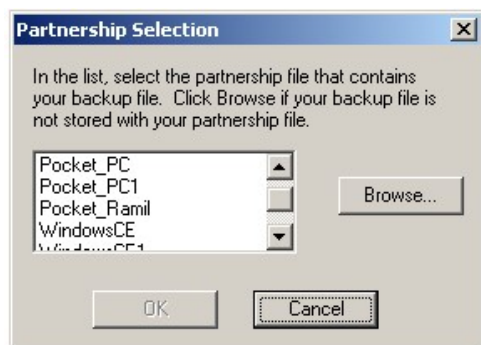 Partnership Selection
In the list, select the partnership file that contains
your backup file. Click Browse if your backup file is
not stored with your partnership file.
Pocket_PC
Pocket_PC1
Pocket_Ramil
WindowsCE
WindowsCE1
Browse...
OK
Cancel